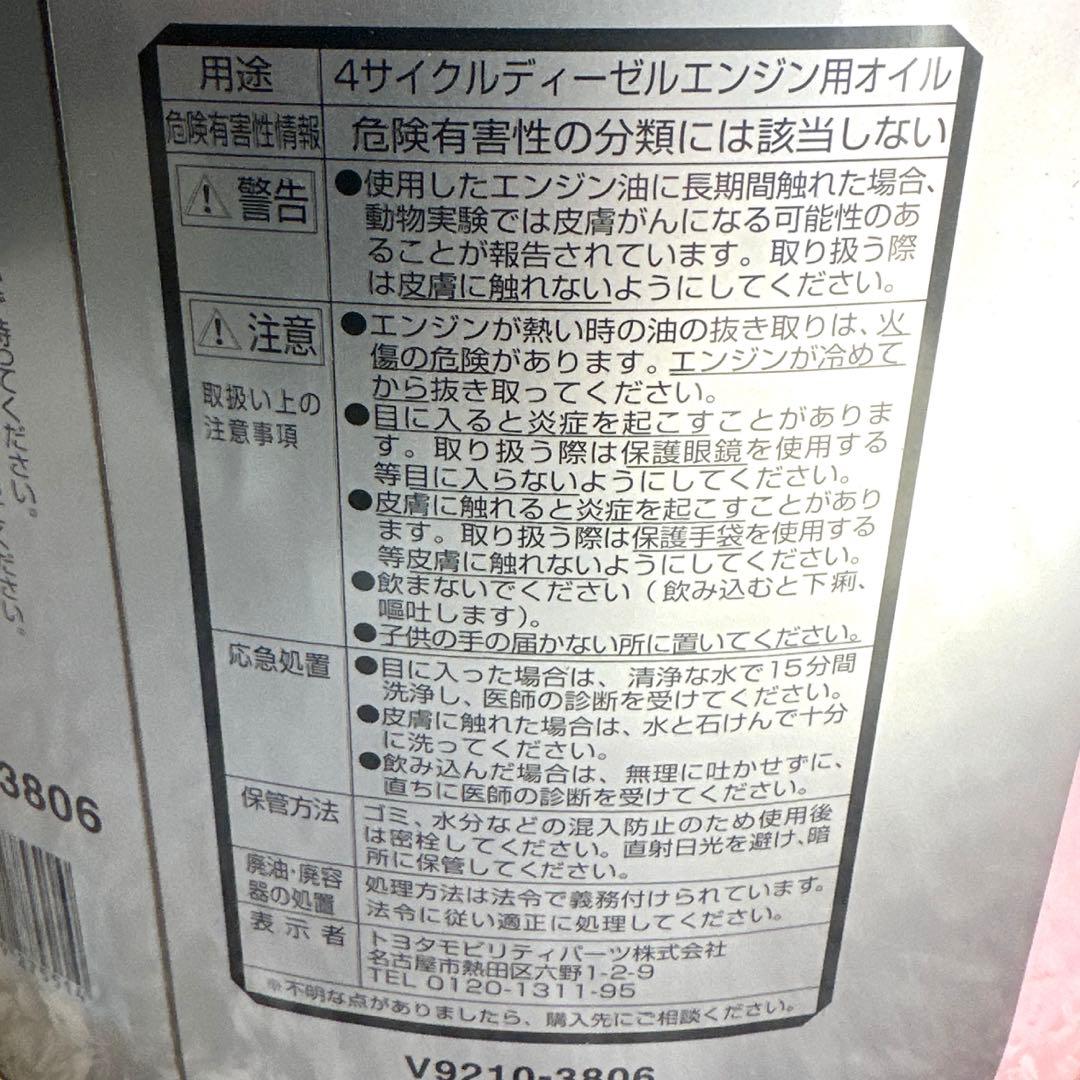 用途
4サイクルディーゼルエンジン用オイル
危険有害性情報
危険有害性の分類には該当しない
警告
●使用したエンジン油に長期間触れた場合、
動物実験では皮膚がんになる可能性のあ
ることが報告されています。取り扱う際
は皮膚に触れないようにしてください。
注意
取扱い上の
注意事項
●エンジンが熱い時の油の抜き取りは、火
傷の危険があります。エンジンが冷めて
から抜き取ってください。
●目に入ると炎症を起こすことがありま
す。取り扱う際は保護眼鏡を使用する
等目に入らないようにしてください。
●皮膚に触れると炎症を起こすことがあり
ます。取り扱う際は保護手袋を使用する
等皮膚に触れないようにしてください。
●飲まないでください（飲み込むと下痢、
嘔吐します）。
●子供の手の届かない所に置いてください。
応急処置
●目に入った場合は、清浄な水で15分間
洗浄し、医師の診断を受けてください。
●皮膚に触れた場合は、水と石けんで十分
に洗ってください。
●飲み込んだ場合は、無理に吐かせずに、
直ちに医師の診断を受けてください。
保管方法
ゴミ、水分などの混入防止のため使用後
は密栓してください。直射日光を避け、暗
所に保管してください。
廃油・廃容
器の処置
処理方法は法令で義務付けられています。
法令に従い適正に処理してください。
表示者
トヨタモビリティパーツ株式会社
名古屋市熱田区六野1-2-9
TEL 0120-1311-95
※不明な点がありましたら、購入先にご相談ください。
V9210-3806
持ってください。
ください。
3806